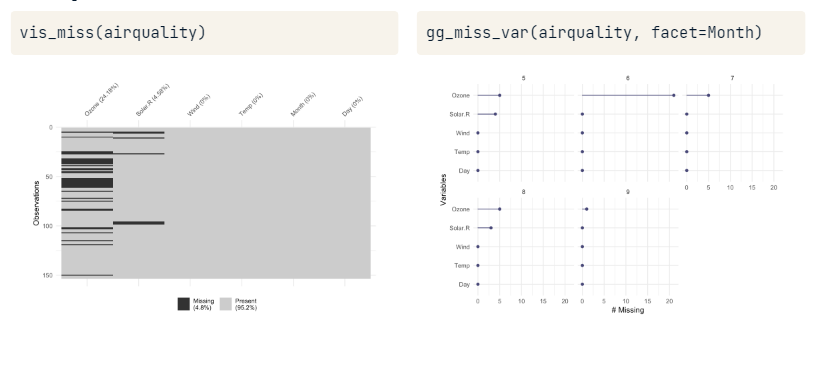 vis_miss(airquality)
gg_miss_var(airquality, facet=Month)
Ozone (24.18%)
Solar.R (4.58%)
Wind (0%)
Temp (0%)
Month (0%)
Day (0%)
0
50
100
150
Observations
Missing
(4.8%)
Present
(95.2%)
5
6
7
Ozone
Solar.R
Wind
Temp
Day
0 5 10 15 20
Variables
8
9
Ozone
Solar.R
Wind
Temp
Day
0 5 10 15 20
0 5 10 15 20
# Missing